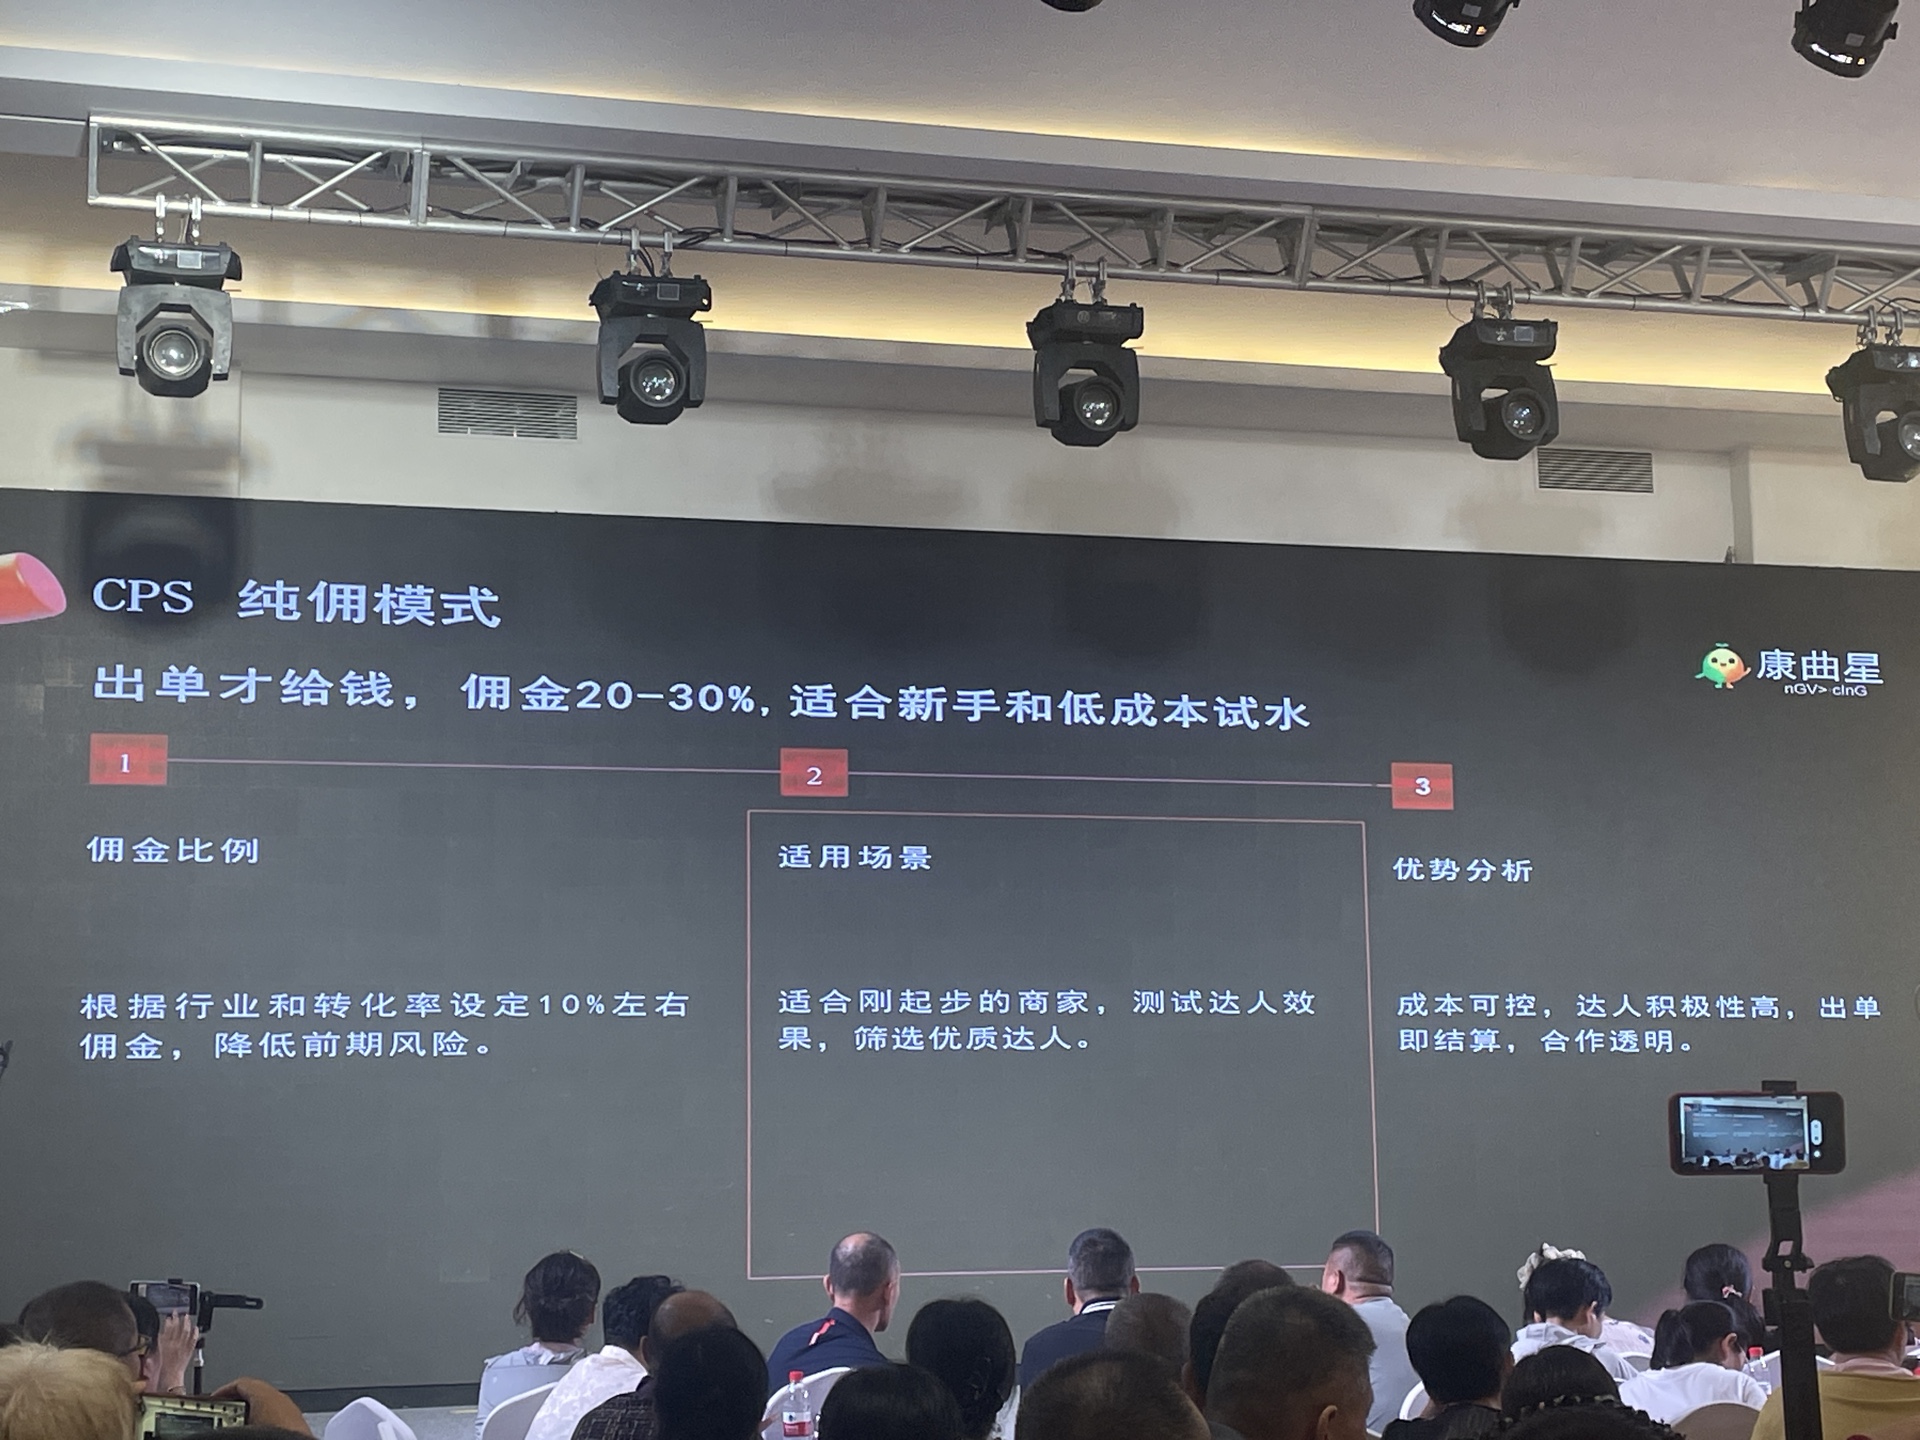 CPS 纯佣模式
康曲星
nGV> cInG
出单才给钱，佣金20-30%,适合新手和低成本试水
1
2
3
佣金比例
适用场景
优势分析
根据行业和转化率设定10%左右
佣金，降低前期风险。
适合刚起步的商家，测试达人效
果，筛选优质达人。
成本可控，达人积极性高，出单
即结算，合作透明。